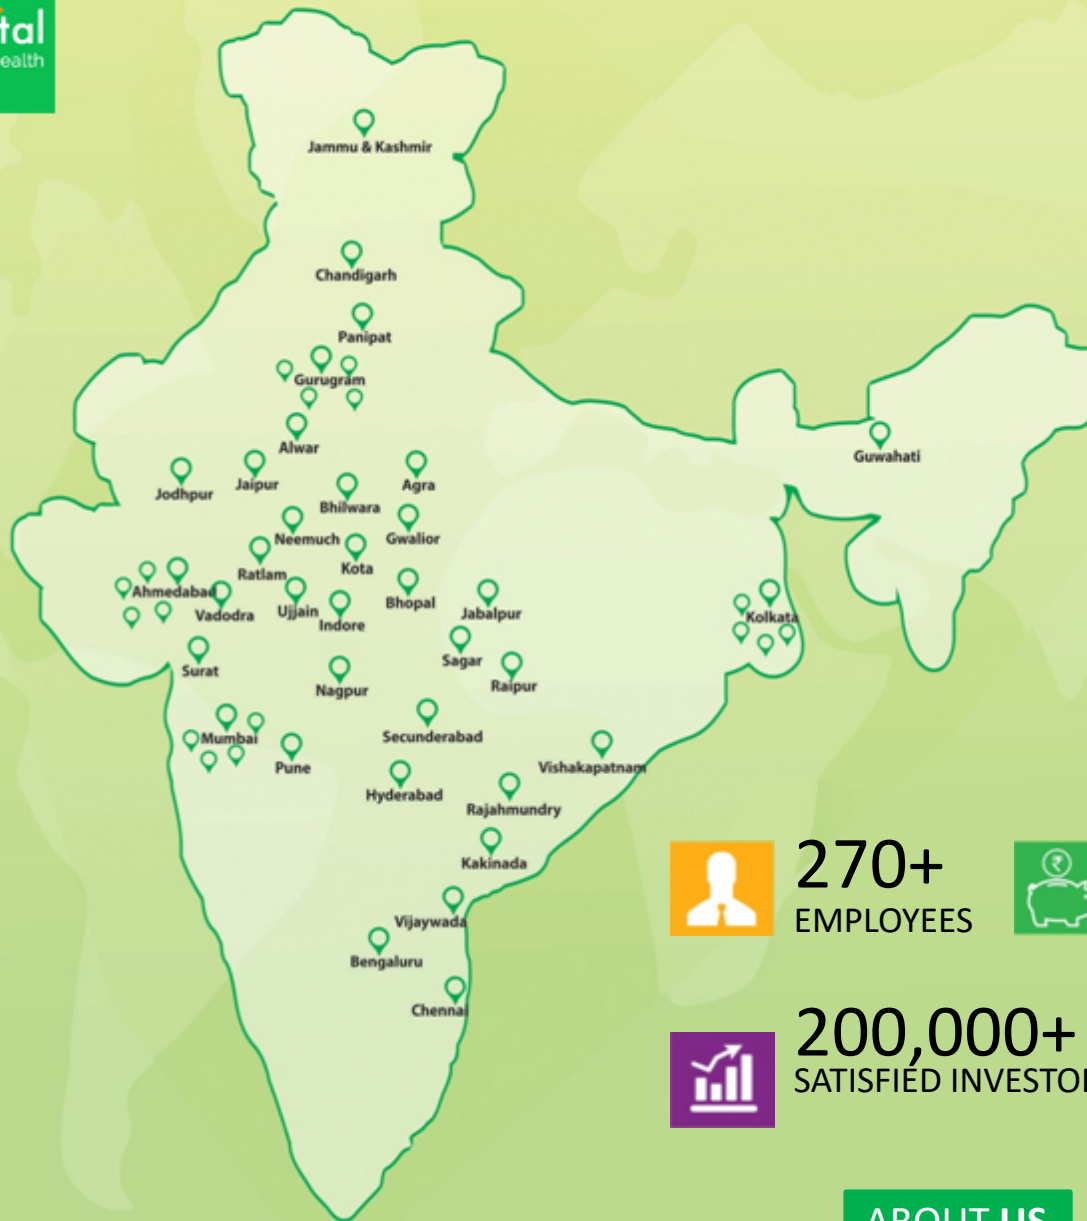 tal
ealth
Jammu & Kashmir
Chandigarh
Panipat
Gurugram
Alwar
Guwahati
Jodhpur
Jaipur
Agra
Bhilwara
Neemuch
Gwalior
Ratlam
Kota
Ahmedabad
Vadodra
Ujjain
Indore
Bhopal
Jabalpur
Kolkata
Surat
Sagar
Nagpur
Raipur
Mumbai
Secunderabad
Pune
Vishakapatnam
Hyderabad
Rajahmundry
Kakinada
270+
EMPLOYEES
Vijaywada
Bengaluru
Chennai
200,000+
SATISFIED INVESTO
ABOUT US